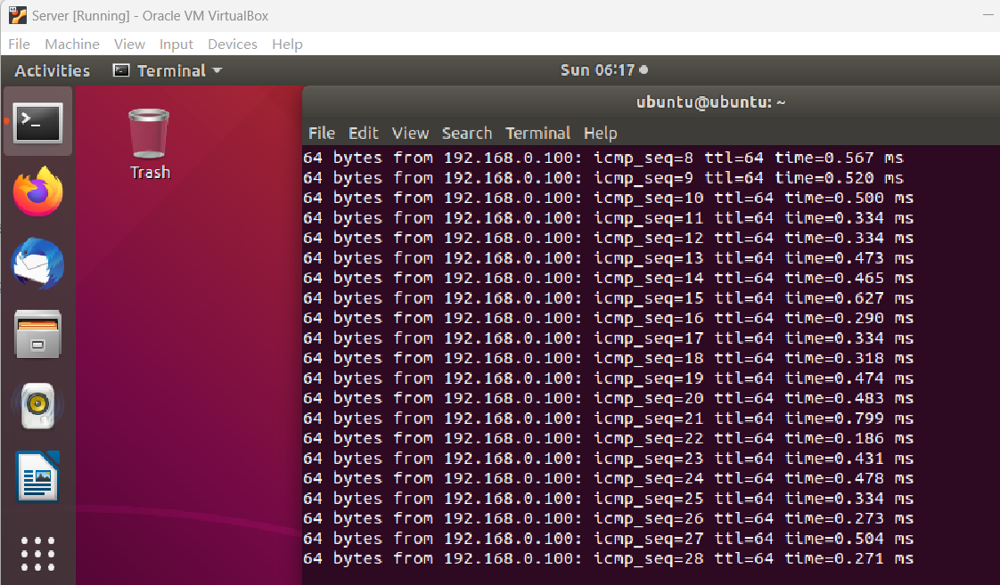 Server [Running] - Oracle VM VirtualBox
File Machine View Input Devices Help
Activities Terminal Sun 06:17
ubuntu@ubuntu: ~
File Edit View Search Terminal Help
Trash
64 bytes from 192.168.0.100: icmp_seq=8 ttl=64 time=0.567 ms
64 bytes from 192.168.0.100: icmp_seq=9 ttl=64 time=0.520 ms
64 bytes from 192.168.0.100: icmp_seq=10 ttl=64 time=0.500 ms
64 bytes from 192.168.0.100: icmp_seq=11 ttl=64 time=0.334 ms
64 bytes from 192.168.0.100: icmp_seq=12 ttl=64 time=0.334 ms
64 bytes from 192.168.0.100: icmp_seq=13 ttl=64 time=0.473 ms
64 bytes from 192.168.0.100: icmp_seq=14 ttl=64 time=0.465 ms
64 bytes from 192.168.0.100: icmp_seq=15 ttl=64 time=0.627 ms
64 bytes from 192.168.0.100: icmp_seq=16 ttl=64 time=0.290 ms
64 bytes from 192.168.0.100: icmp_seq=17 ttl=64 time=0.334 ms
64 bytes from 192.168.0.100: icmp_seq=18 ttl=64 time=0.318 ms
64 bytes from 192.168.0.100: icmp_seq=19 ttl=64 time=0.474 ms
64 bytes from 192.168.0.100: icmp_seq=20 ttl=64 time=0.483 ms
64 bytes from 192.168.0.100: icmp_seq=21 ttl=64 time=0.799 ms
64 bytes from 192.168.0.100: icmp_seq=22 ttl=64 time=0.186 ms
64 bytes from 192.168.0.100: icmp_seq=23 ttl=64 time=0.431 ms
64 bytes from 192.168.0.100: icmp_seq=24 ttl=64 time=0.478 ms
64 bytes from 192.168.0.100: icmp_seq=25 ttl=64 time=0.334 ms
64 bytes from 192.168.0.100: icmp_seq=26 ttl=64 time=0.273 ms
64 bytes from 192.168.0.100: icmp_seq=27 ttl=64 time=0.504 ms
64 bytes from 192.168.0.100: icmp_seq=28 ttl=64 time=0.271 ms